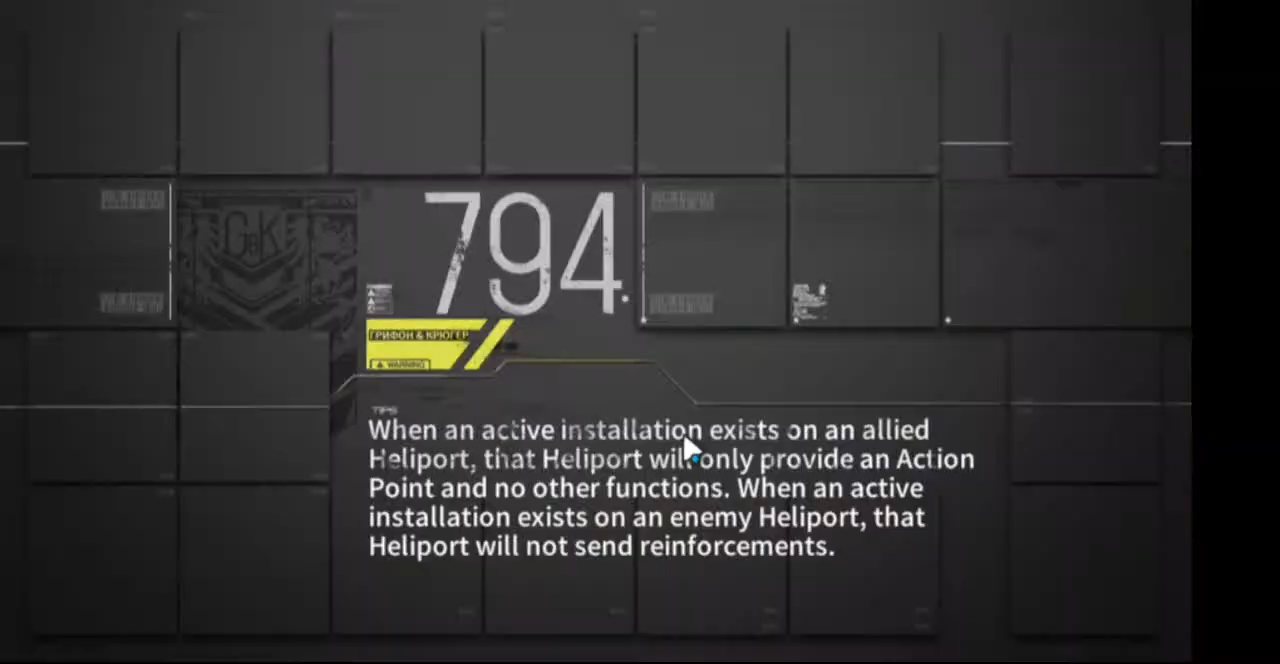 794.
ГРИФОН & КРЮГЕР
WARNING
TIPS
When an active installation exists on an allied
Heliport, that Heliport will only provide an Action
Point and no other functions. When an active
installation exists on an enemy Heliport, that
Heliport will not send reinforcements.